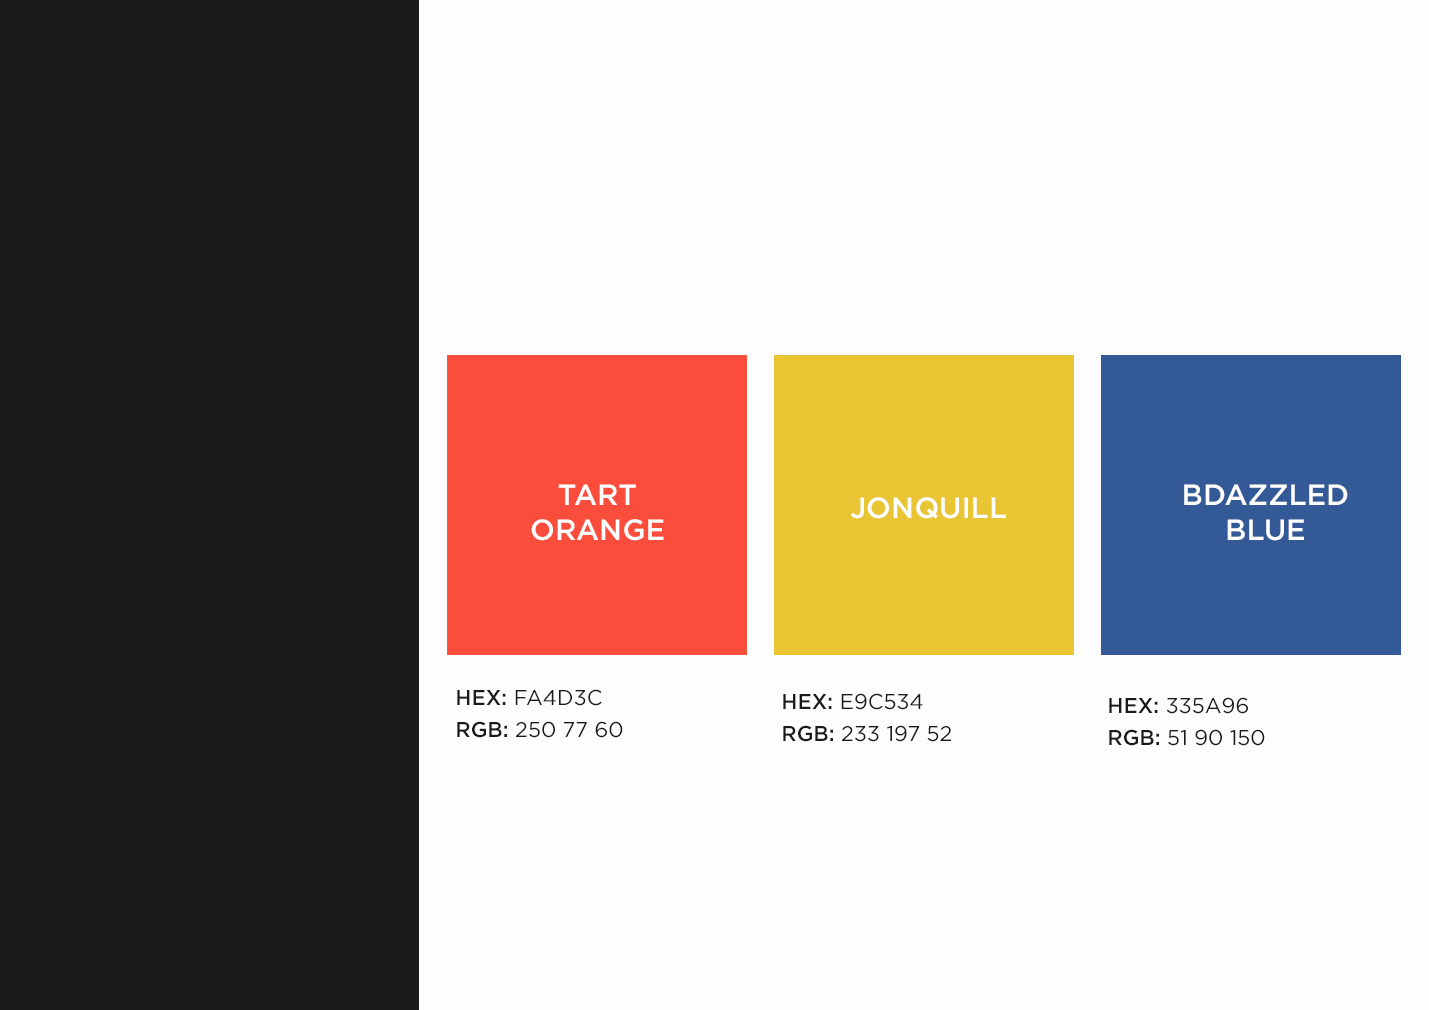 TART
ORANGE
JONQUILL
BDAZZLED
BLUE
HEX: FA4D3C
RGB: 250 77 60
HEX: E9C534
RGB: 233 197 52
HEX: 335A96
RGB: 51 90 150